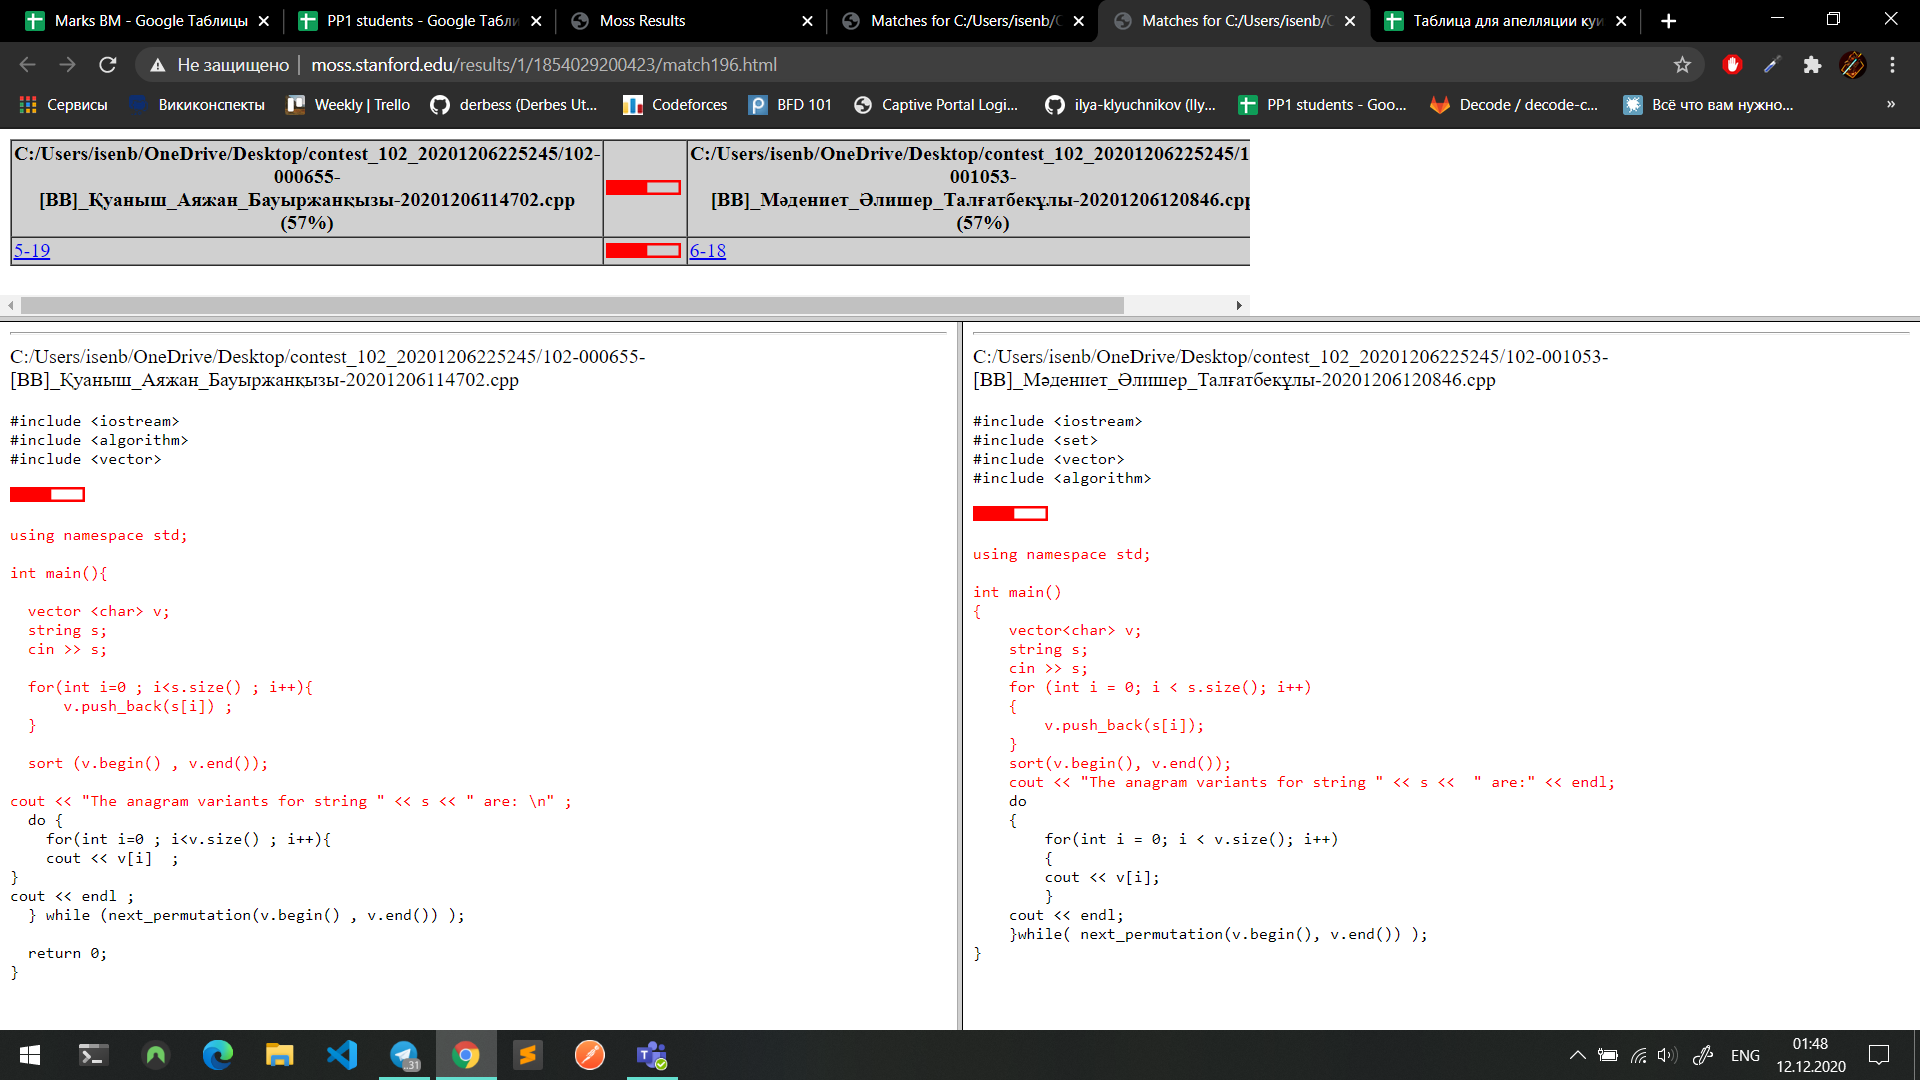 Marks BM - Google Таблицы
PP1 students - Google Табли
Moss Results
Matches for C:/Users/isenb/
Matches for C:/Users/isenb/
Таблица для апелляции куи
Не защищено
moss.stanford.edu/results/1/1854029200423/match196.html
Сервисы
Викиконспекты
Weekly | Trello
derbess (Derbes Ut...
Codeforces
BFD 101
Captive Portal Logi...
ilya-klyuchnikov (Ily...
PP1 students - Goo...
Decode / decode-c...
Всё что вам нужно...
»
C:/Users/isenb/OneDrive/Desktop/contest_102_20201206225245/102-
000655-
[BB]_Қуаныш_Аяжан_Бауыржанқызы-20201206114702.cpp
(57%)
C:/Users/isenb/OneDrive/Desktop/contest_102_20201206225245/1
001053-
[BB]_Мәдениет_Әлишер_Талғатбекұлы-20201206120846.cpp
(57%)
5-19
6-18
C:/Users/isenb/OneDrive/Desktop/contest_102_20201206225245/102-000655-
[BB]_Қуаныш_Аяжан_Бауыржанқызы-20201206114702.cpp
#include <iostream>
#include <algorithm>
#include <vector>
using namespace std;
int main(){
vector <char> v;
string s;
cin >> s;
for(int i=0 ; i<s.size() ; i++){
v.push_back(s[i]) ;
}
sort (v.begin() , v.end());
cout << "The anagram variants for string " << s << " are: \n" ;
do {
for(int i=0 ; i<v.size() ; i++){
cout << v[i]  ;
}
cout << endl ;
} while (next_permutation(v.begin() , v.end()) );
return 0;
}
C:/Users/isenb/OneDrive/Desktop/contest_102_20201206225245/102-001053-
[BB]_Мәдениет_Әлишер_Талғатбекұлы-20201206120846.cpp
#include <iostream>
#include <set>
#include <vector>
#include <algorithm>
using namespace std;
int main()
{
vector<char> v;
string s;
cin >> s;
for (int i = 0; i < s.size(); i++)
{
v.push_back(s[i]);
}
sort(v.begin(), v.end());
cout << "The anagram variants for string " << s <<  " are:" << endl;
do
{
for(int i = 0; i < v.size(); i++)
{
cout << v[i];
}
cout << endl;
}while( next_permutation(v.begin(), v.end()) );
}
..31
ENG
01:48
12.12.2020